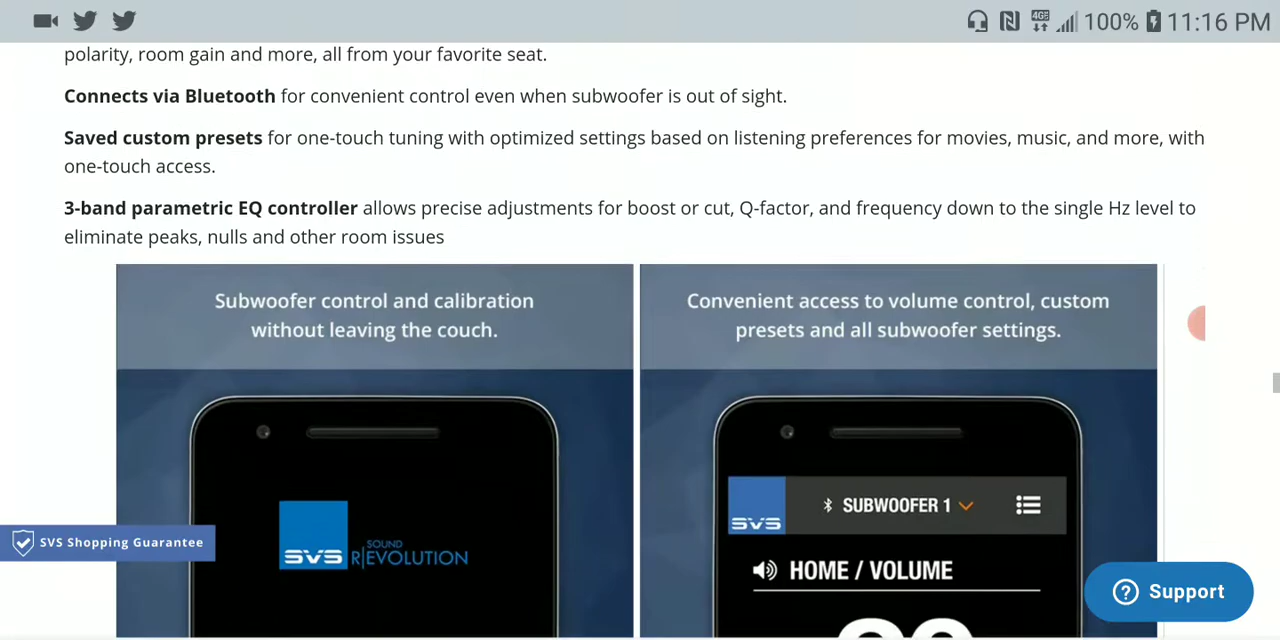 4GE 100% 11:16 PM
polarity, room gain and more, all from your favorite seat.
Connects via Bluetooth for convenient control even when subwoofer is out of sight.
Saved custom presets for one-touch tuning with optimized settings based on listening preferences for movies, music, and more, with
one-touch access.
3-band parametric EQ controller allows precise adjustments for boost or cut, Q-factor, and frequency down to the single Hz level to
eliminate peaks, nulls and other room issues
Subwoofer control and calibration
without leaving the couch.
Convenient access to volume control, custom
presets and all subwoofer settings.
SVS SOUND
R|EVOLUTION
SVS SUBWOOFER 1
HOME / VOLUME
SVS Shopping Guarantee
Support